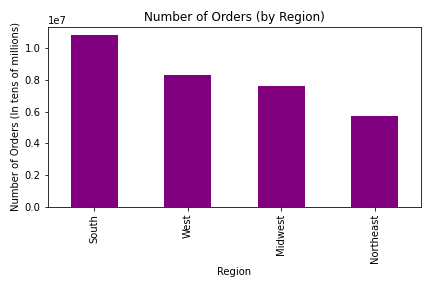 Number of Orders (by Region)
1e7
Number of Orders (In tens of millions)
1.0
0.8
0.6
0.4
0.2
0.0
South
West
Midwest
Northeast
Region